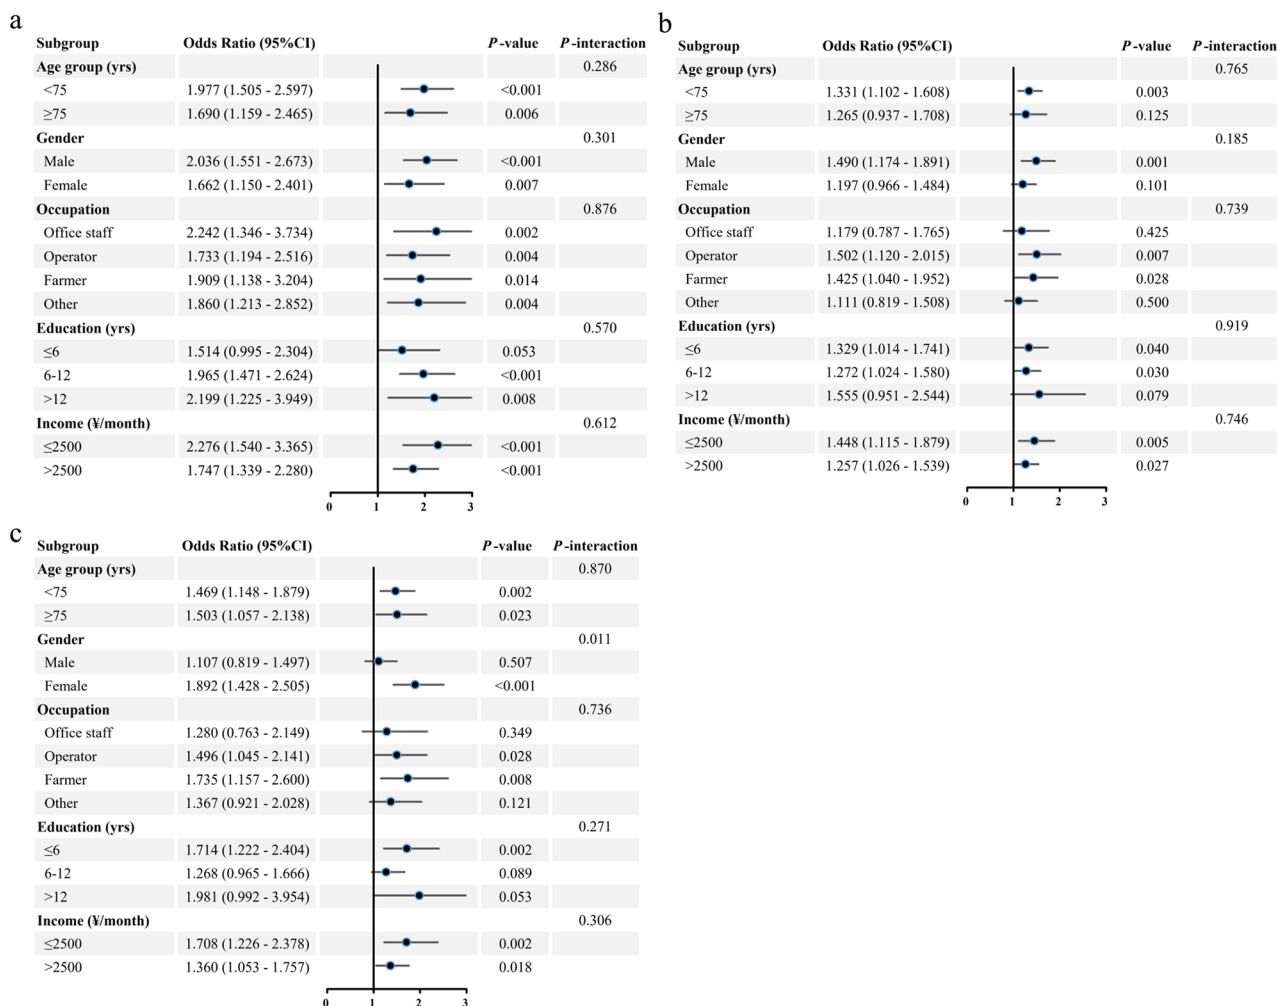 a
Subgroup Odds Ratio (95%CI) P-value P-interaction
Age group (yrs) 0.286
<75 1.977 (1.505 - 2.597) <0.001
≥75 1.690 (1.159 - 2.465) 0.006
Gender 0.301
Male 2.036 (1.551 - 2.673) <0.001
Female 1.662 (1.150 - 2.401) 0.007
Occupation 0.876
Office staff 2.242 (1.346 - 3.734) 0.002
Operator 1.733 (1.194 - 2.516) 0.004
Farmer 1.909 (1.138 - 3.204) 0.014
Other 1.860 (1.213 - 2.852) 0.004
Education (yrs) 0.570
≤6 1.514 (0.995 - 2.304) 0.053
6-12 1.965 (1.471 - 2.624) <0.001
>12 2.199 (1.225 - 3.949) 0.008
Income (¥/month) 0.612
≤2500 2.276 (1.540 - 3.365) <0.001
>2500 1.747 (1.339 - 2.280) <0.001
0 1 2 3
b
Subgroup Odds Ratio (95%CI) P-value P-interaction
Age group (yrs) 0.765
<75 1.331 (1.102 - 1.608) 0.003
≥75 1.265 (0.937 - 1.708) 0.125
Gender 0.185
Male 1.490 (1.174 - 1.891) 0.001
Female 1.197 (0.966 - 1.484) 0.101
Occupation 0.739
Office staff 1.179 (0.787 - 1.765) 0.425
Operator 1.502 (1.120 - 2.015) 0.007
Farmer 1.425 (1.040 - 1.952) 0.028
Other 1.111 (0.819 - 1.508) 0.500
Education (yrs) 0.919
≤6 1.329 (1.014 - 1.741) 0.040
6-12 1.272 (1.024 - 1.580) 0.030
>12 1.555 (0.951 - 2.544) 0.079
Income (¥/month) 0.746
≤2500 1.448 (1.115 - 1.879) 0.005
>2500 1.257 (1.026 - 1.539) 0.027
0 1 2 3
c
Subgroup Odds Ratio (95%CI) P-value P-interaction
Age group (yrs) 0.870
<75 1.469 (1.148 - 1.879) 0.002
≥75 1.503 (1.057 - 2.138) 0.023
Gender 0.011
Male 1.107 (0.819 - 1.497) 0.507
Female 1.892 (1.428 - 2.505) <0.001
Occupation 0.736
Office staff 1.280 (0.763 - 2.149) 0.349
Operator 1.496 (1.045 - 2.141) 0.028
Farmer 1.735 (1.157 - 2.600) 0.008
Other 1.367 (0.921 - 2.028) 0.121
Education (yrs) 0.271
≤6 1.714 (1.222 - 2.404) 0.002
6-12 1.268 (0.965 - 1.666) 0.089
>12 1.981 (0.992 - 3.954) 0.053
Income (¥/month) 0.306
≤2500 1.708 (1.226 - 2.378) 0.002
>2500 1.360 (1.053 - 1.757) 0.018
0 1 2 3